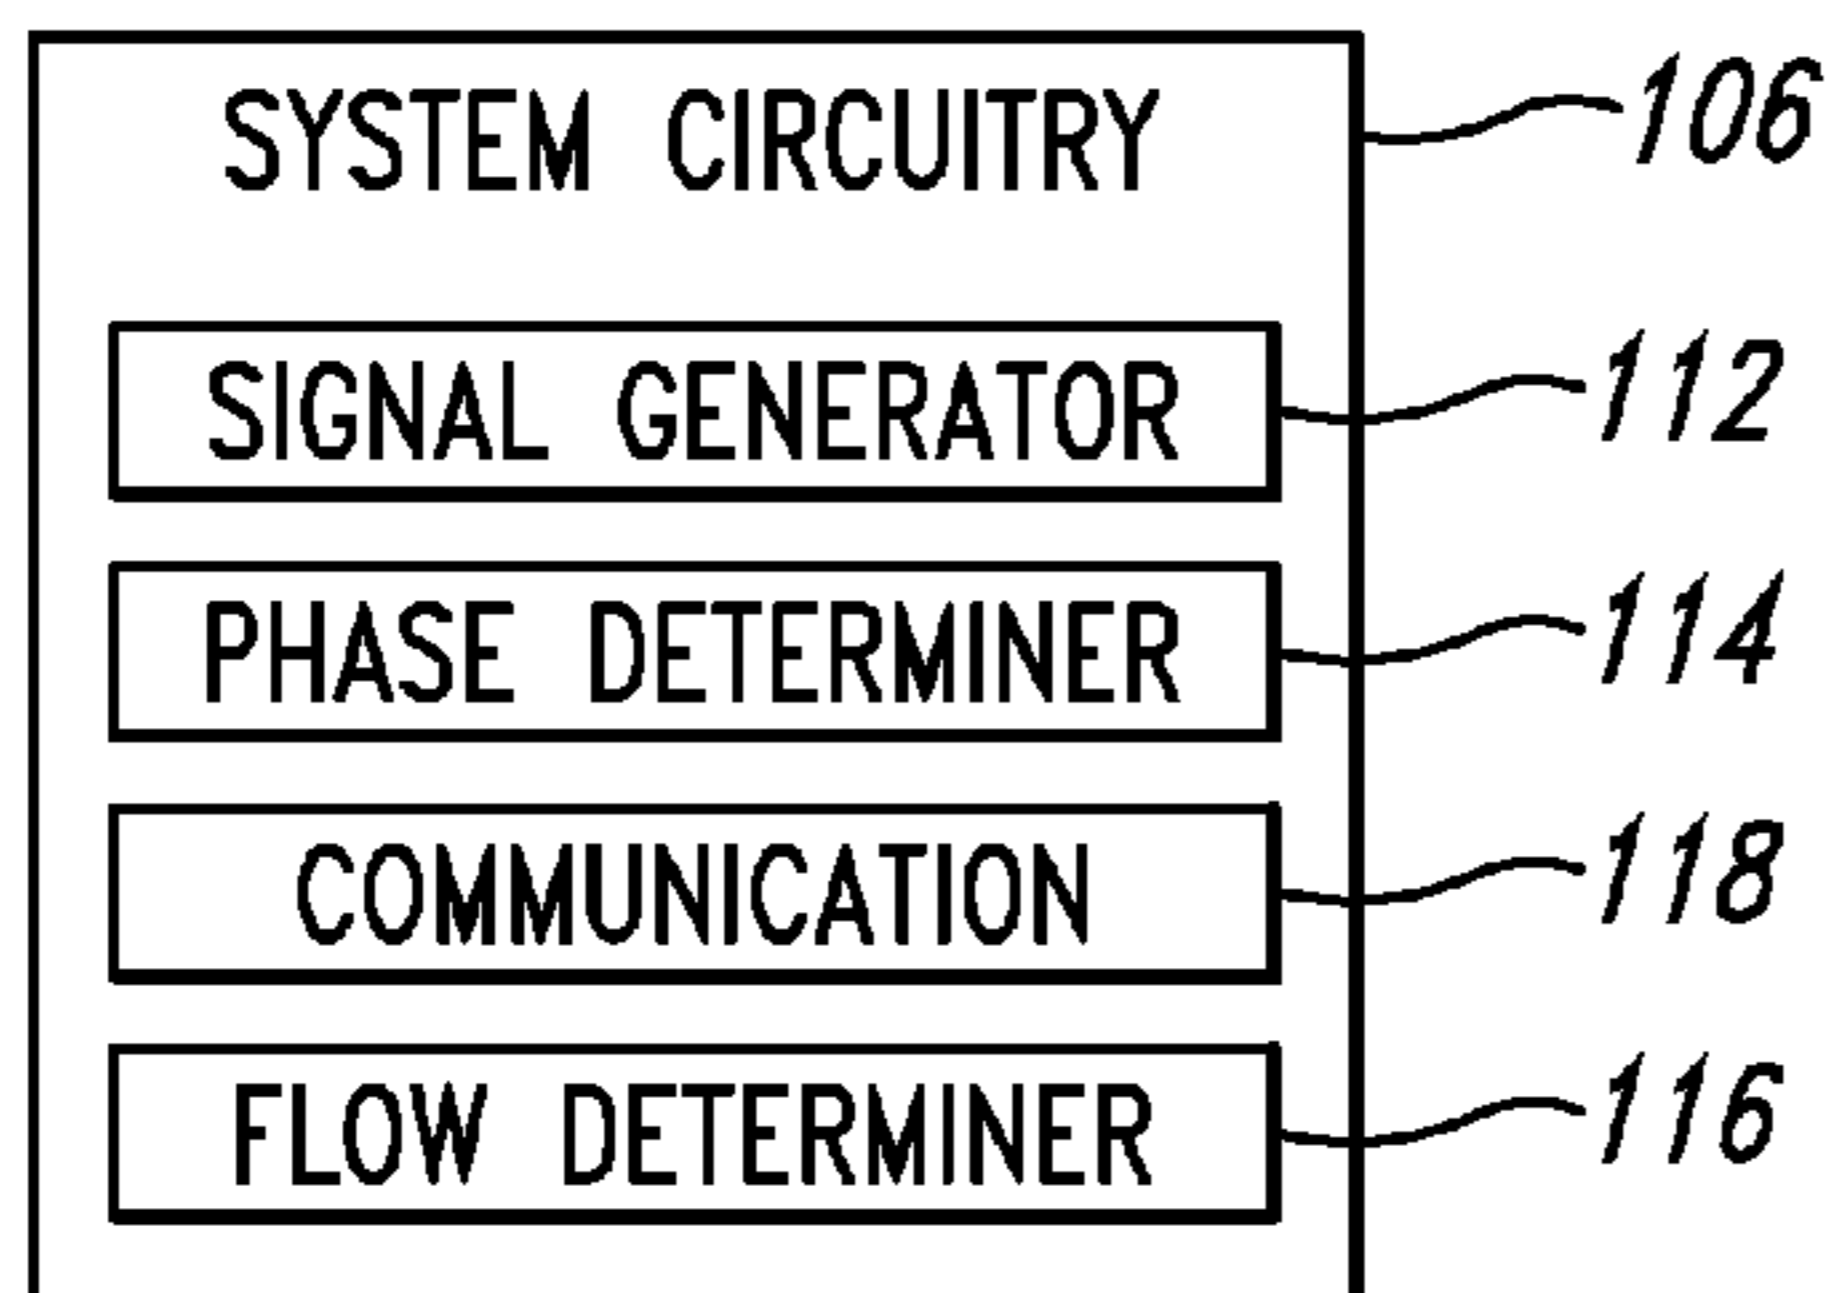 SYSTEM CIRCUITRY 106
SIGNAL GENERATOR 112
PHASE DETERMINER 114
COMMUNICATION 118
FLOW DETERMINER 116